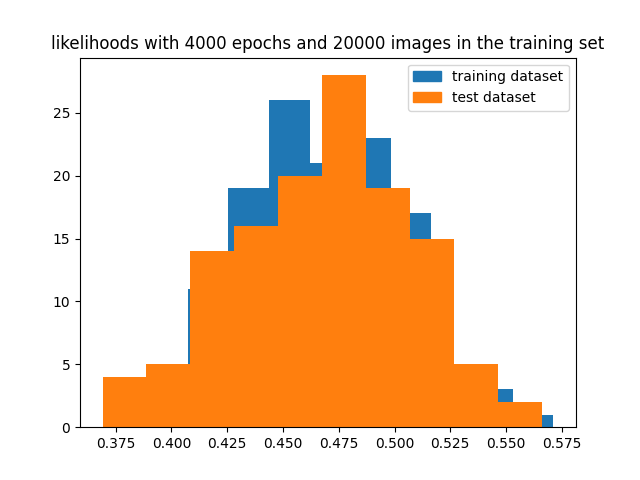 likelihoods with 4000 epochs and 20000 images in the training set
training dataset
test dataset
25
20
15
10
5
0
0.375 0.400 0.425 0.450 0.475 0.500 0.525 0.550 0.575